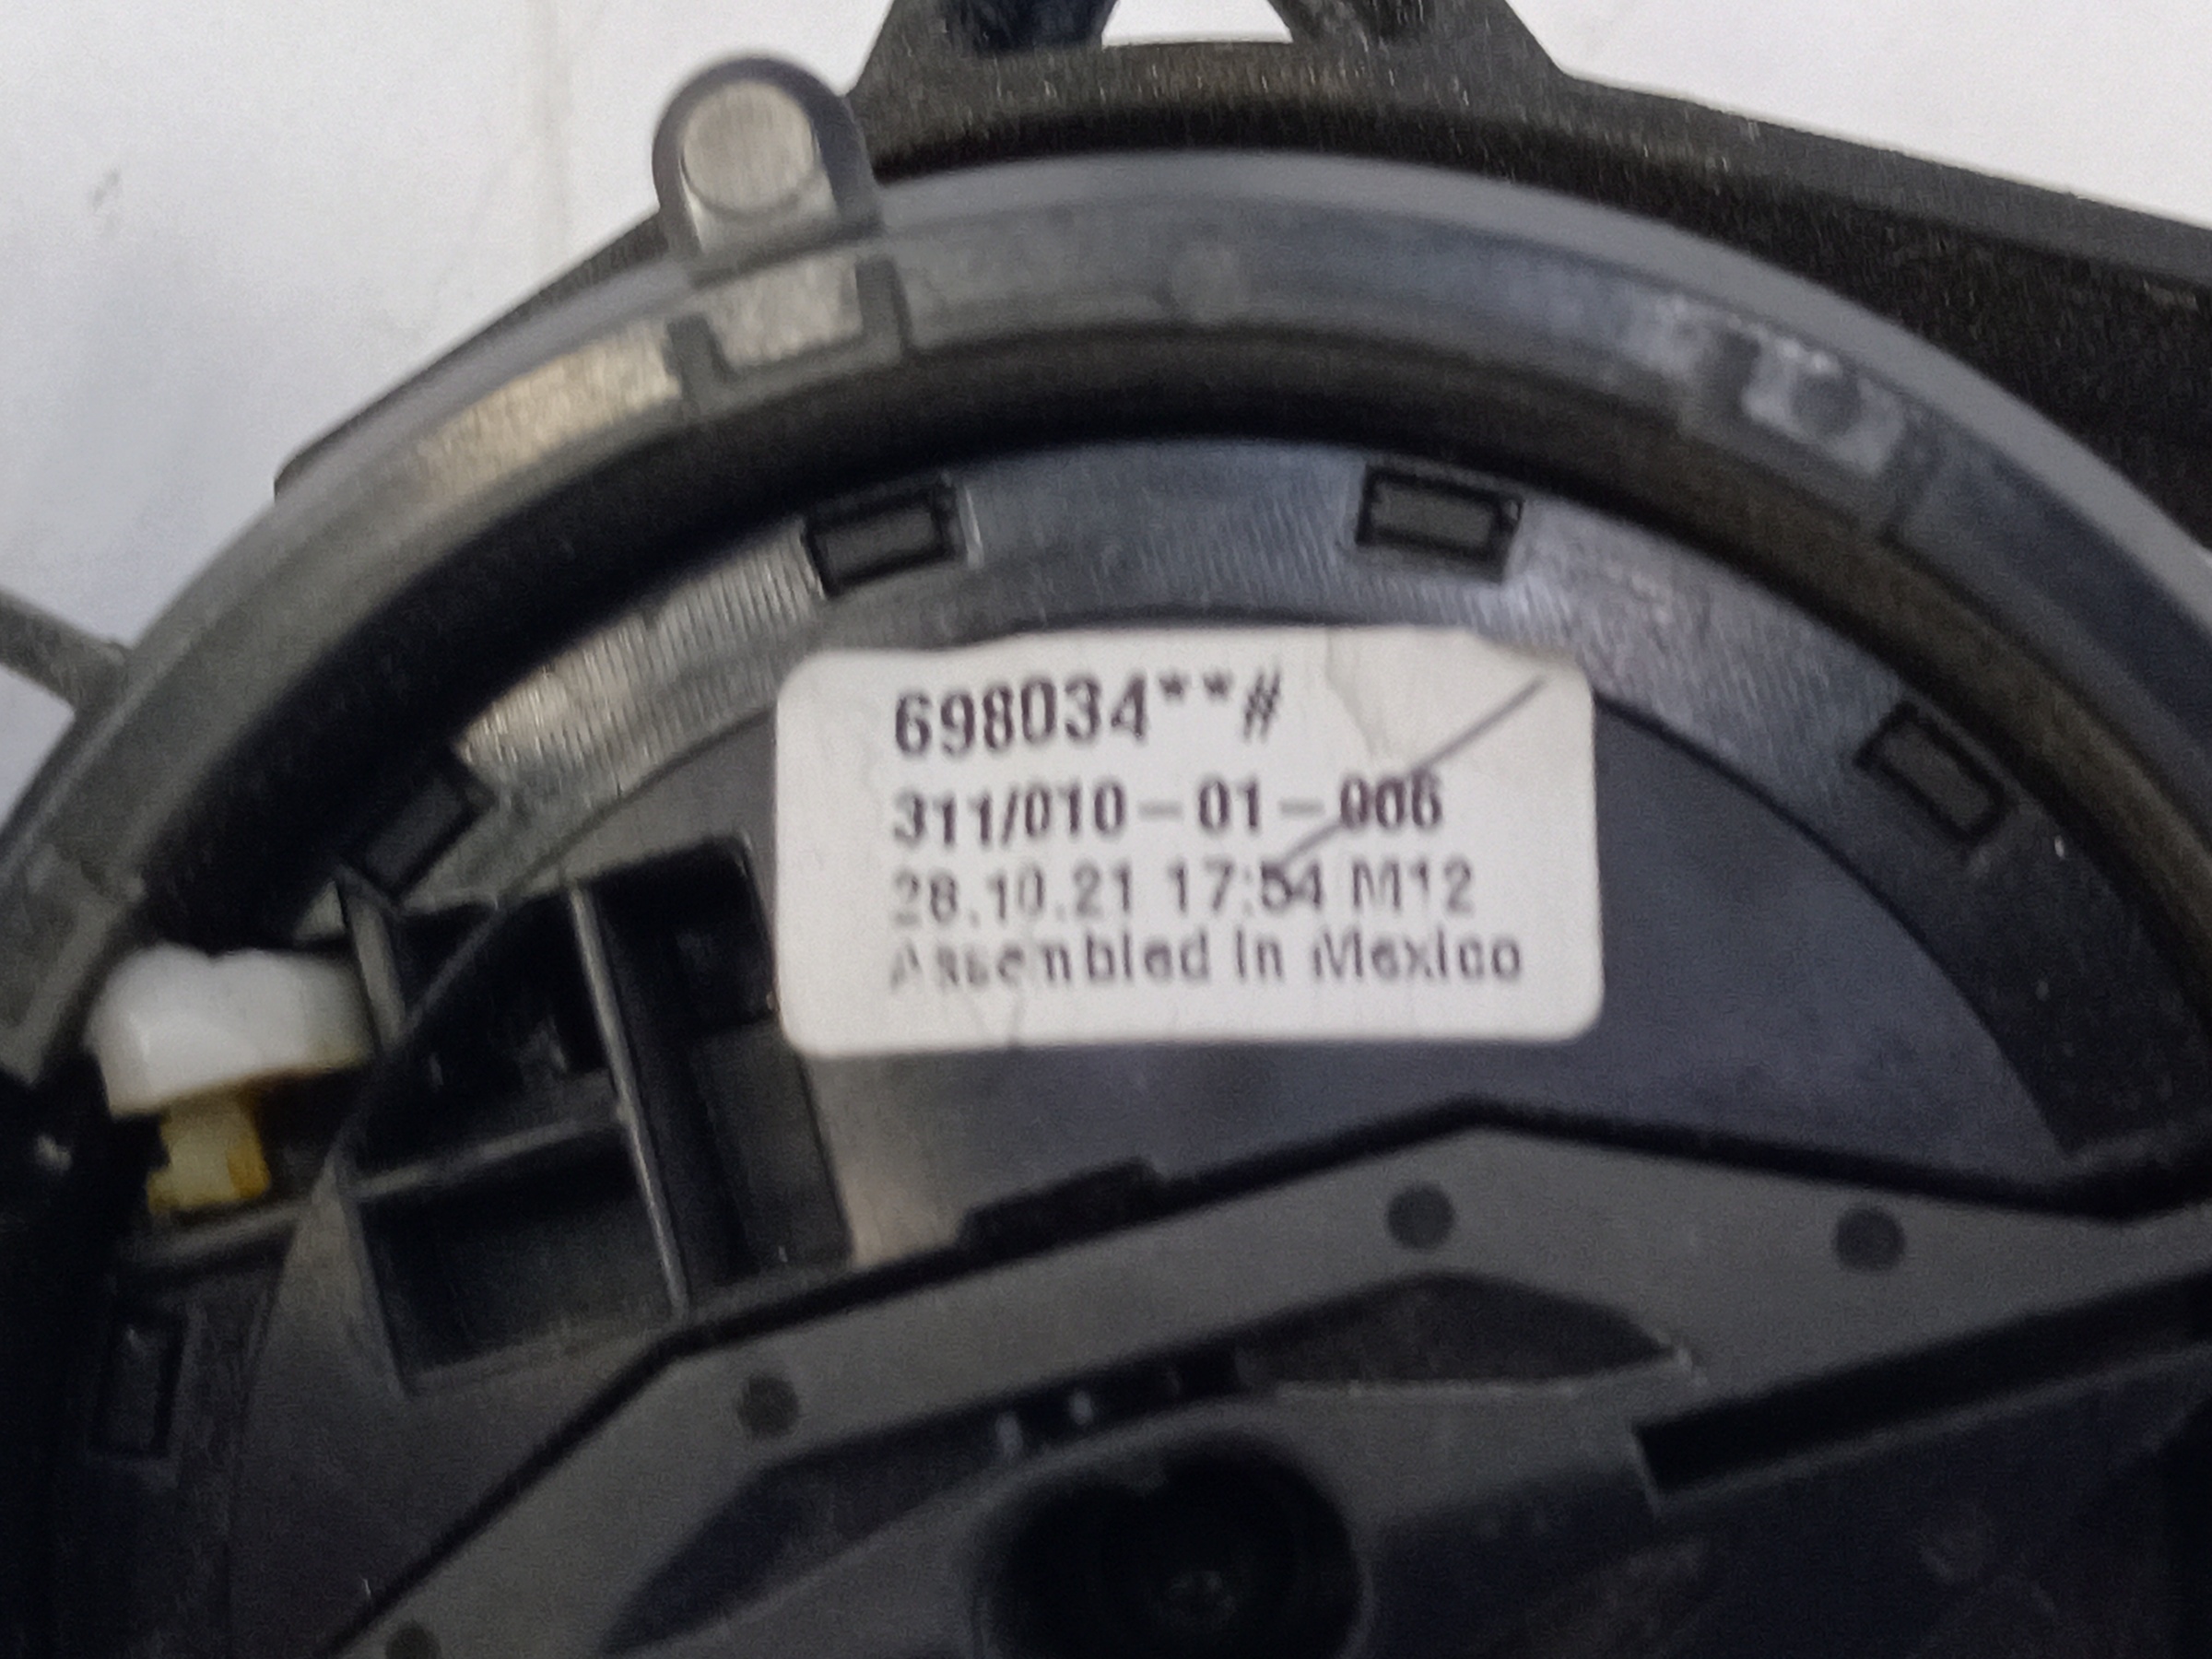 698034**#
311/010-01-006
28.10.21 17:54 M12
Assembled in Mexico